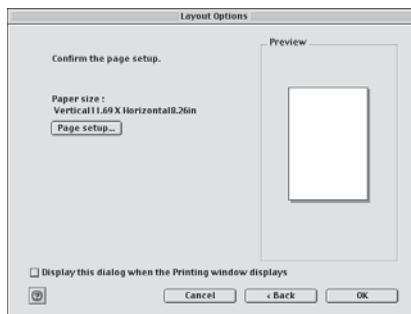 Layout Options
Preview
Confirm the page setup.
Paper size :
Vertical11.69 X Horizontal8.26in
Page setup...
Display this dialog when the Printing window displays
?
Cancel
‹ Back
OK